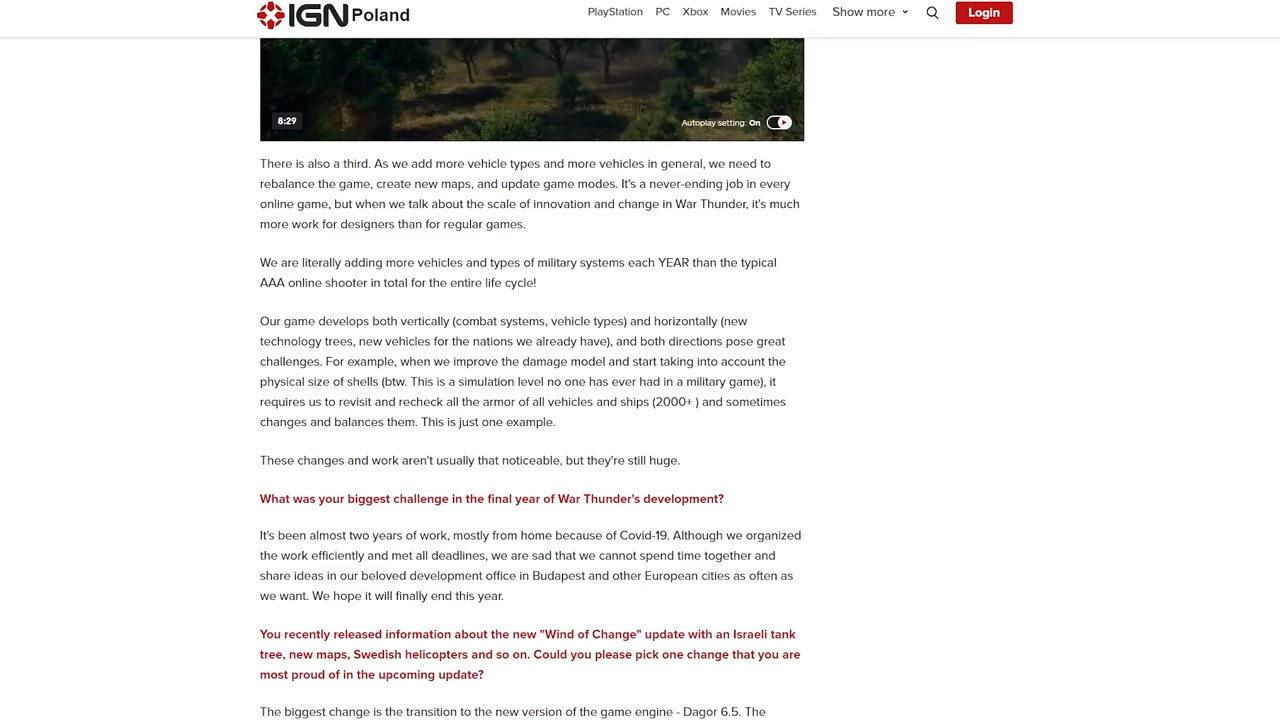 IGN Poland
PlayStation PC Xbox Movies TV Series Show more Login
8:29
Autoplay setting: On
There is also a third. As we add more vehicle types and more vehicles in general, we need to
rebalance the game, create new maps, and update game modes. It's a never-ending job in every
online game, but when we talk about the scale of innovation and change in War Thunder, it's much
more work for designers than for regular games.
We are literally adding more vehicles and types of military systems each YEAR than the typical
AAA online shooter in total for the entire life cycle!
Our game develops both vertically (combat systems, vehicle types) and horizontally (new
technology trees, new vehicles for the nations we already have), and both directions pose great
challenges. For example, when we improve the damage model and start taking into account the
physical size of shells (btw. This is a simulation level no one has ever had in a military game), it
requires us to revisit and recheck all the armor of all vehicles and ships (2000+ ) and sometimes
changes and balances them. This is just one example.
These changes and work aren't usually that noticeable, but they're still huge.
What was your biggest challenge in the final year of War Thunder's development?
It's been almost two years of work, mostly from home because of Covid-19. Although we organized
the work efficiently and met all deadlines, we are sad that we cannot spend time together and
share ideas in our beloved development office in Budapest and other European cities as often as
we want. We hope it will finally end this year.
You recently released information about the new "Wind of Change" update with an Israeli tank
tree, new maps, Swedish helicopters and so on. Could you please pick one change that you are
most proud of in the upcoming update?
The biggest change is the transition to the new version of the game engine - Dagor 6.5. The